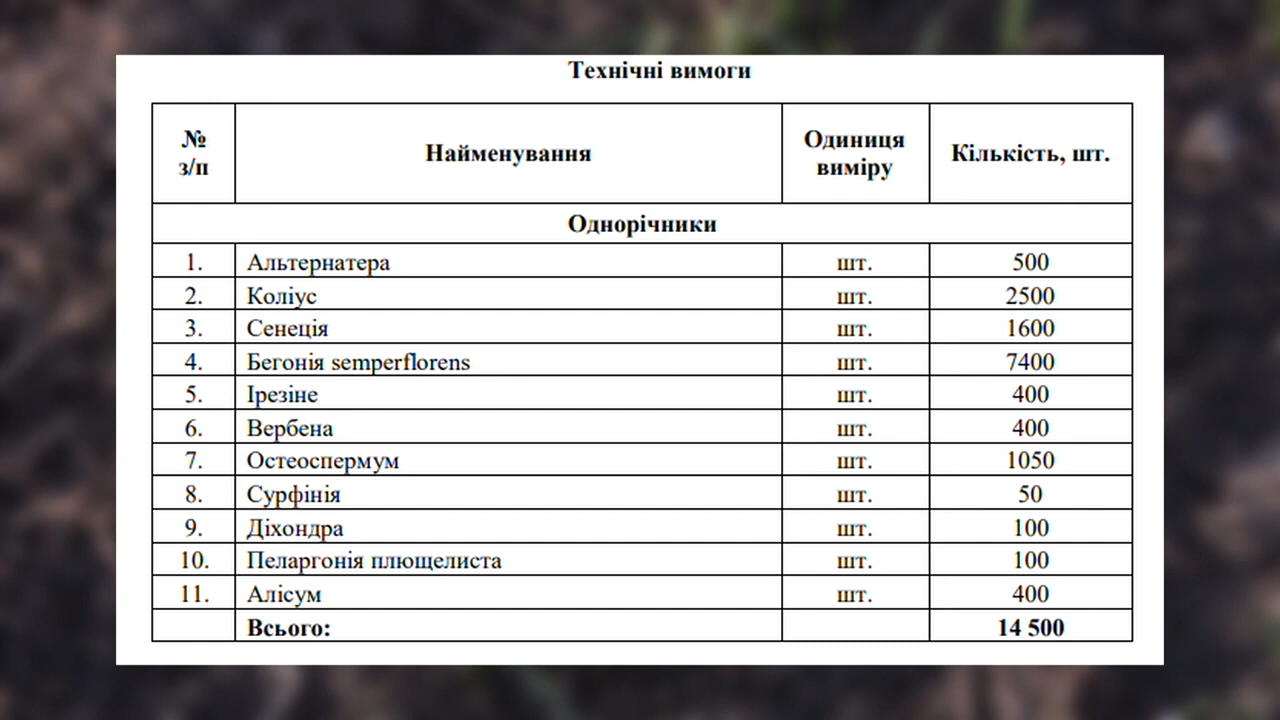 Технічні вимоги
№ з/п Найменування Одиниця виміру Кількість, шт.
Однорічники
1. Альтернатера шт. 500
2. Коліус шт. 2500
3. Сенеція шт. 1600
4. Бегонія semperflorens шт. 7400
5. Ірезіне шт. 400
6. Вербена шт. 400
7. Остеоспермум шт. 1050
8. Сурфінія шт. 50
9. Діхондра шт. 100
10. Пеларгонія плющелиста шт. 100
11. Алісум шт. 400
Всього: 14 500